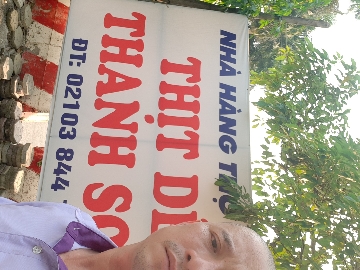 NHÀ HÀNG
THỊT
THANH
ĐT: 02103 844